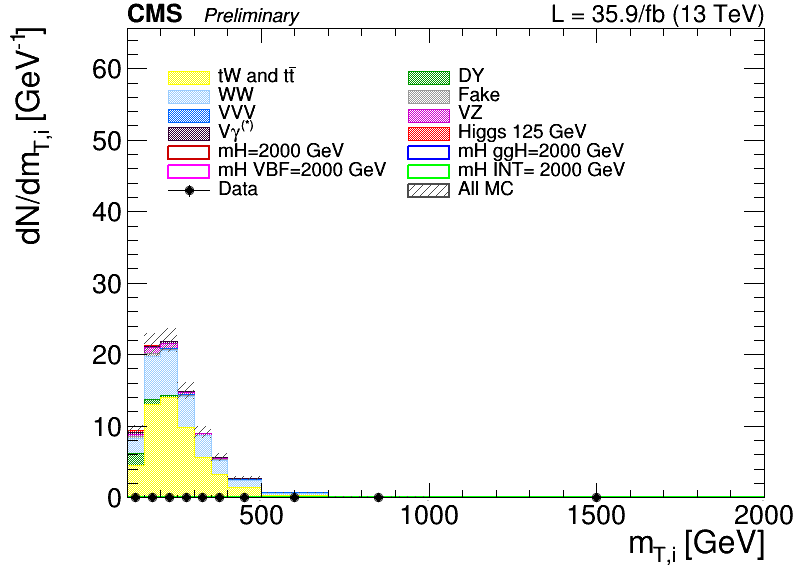 CMS Preliminary L = 35.9/fb (13 TeV)
dN/dm_{T,i} [GeV^{-1}]
60
50
40
30
20
10
0
tW and tt̄ DY
WW Fake
VVV VZ
Vγ^{(*)} Higgs 125 GeV
mH=2000 GeV mH ggH=2000 GeV
mH VBF=2000 GeV mH INT= 2000 GeV
Data All MC
500 1000 1500 2000
m_{T,i} [GeV]